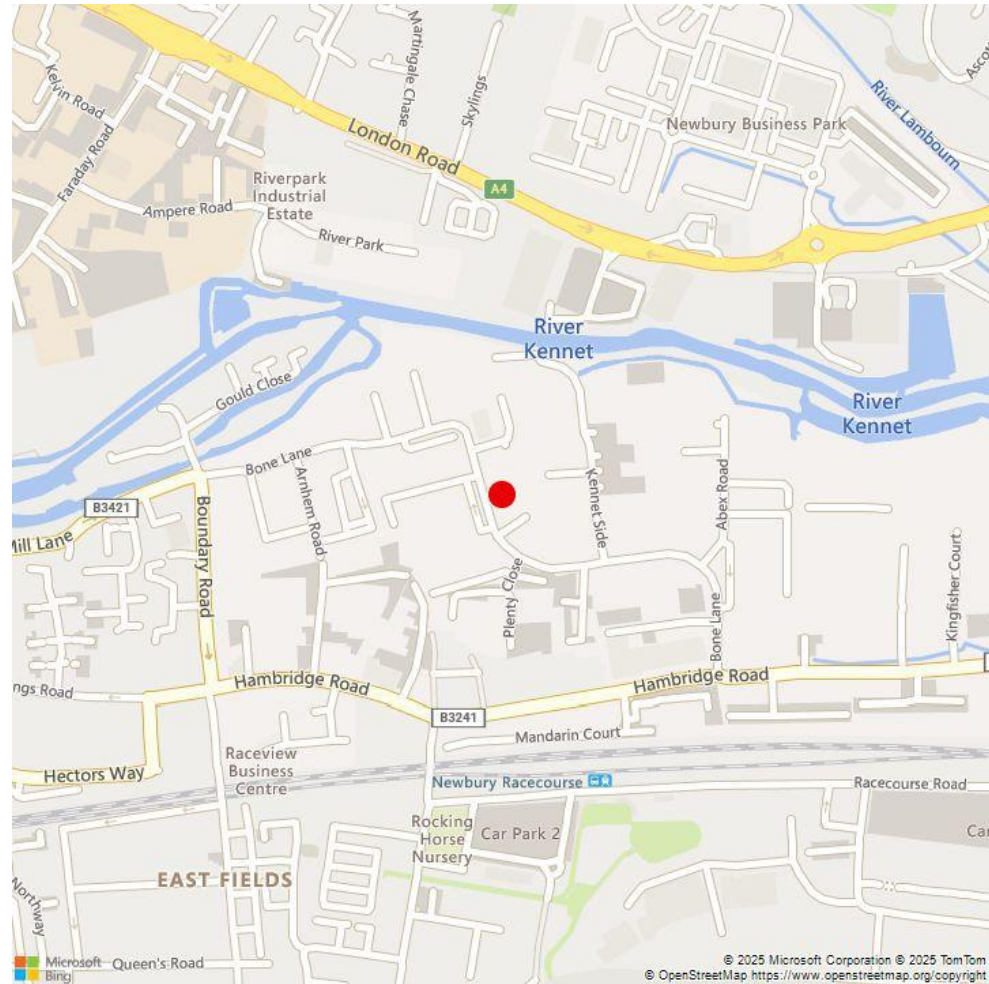 Martingale Chase
Skylings
Ascot
Kelvin Road
River Lambourn
London Road
Newbury Business Park
Faraday Road
A4
Riverpark
Industrial
Estate
Ampere Road
River Park
River
Kennet
River
Kennet
Gould Close
Bone Lane
Arnhem Road
Kennet Side
Abex Road
B3421
Mill Lane
Boundary Road
Kingfisher Court
Plenty Close
Bone Lane
Hambridge Road
Hambridge Road
ngs Road
B3241
Mandarin Court
Raceview
Business
Centre
Hectors Way
Newbury Racecourse
Racecourse Road
Rocking
Horse
Nursery
Car Park 2
Car
EAST FIELDS
Northway
Queen's Road
Microsoft
Bing
© 2025 Microsoft Corporation © 2025 TomTom
© OpenStreetMap https://www.openstreetmap.org/copyright